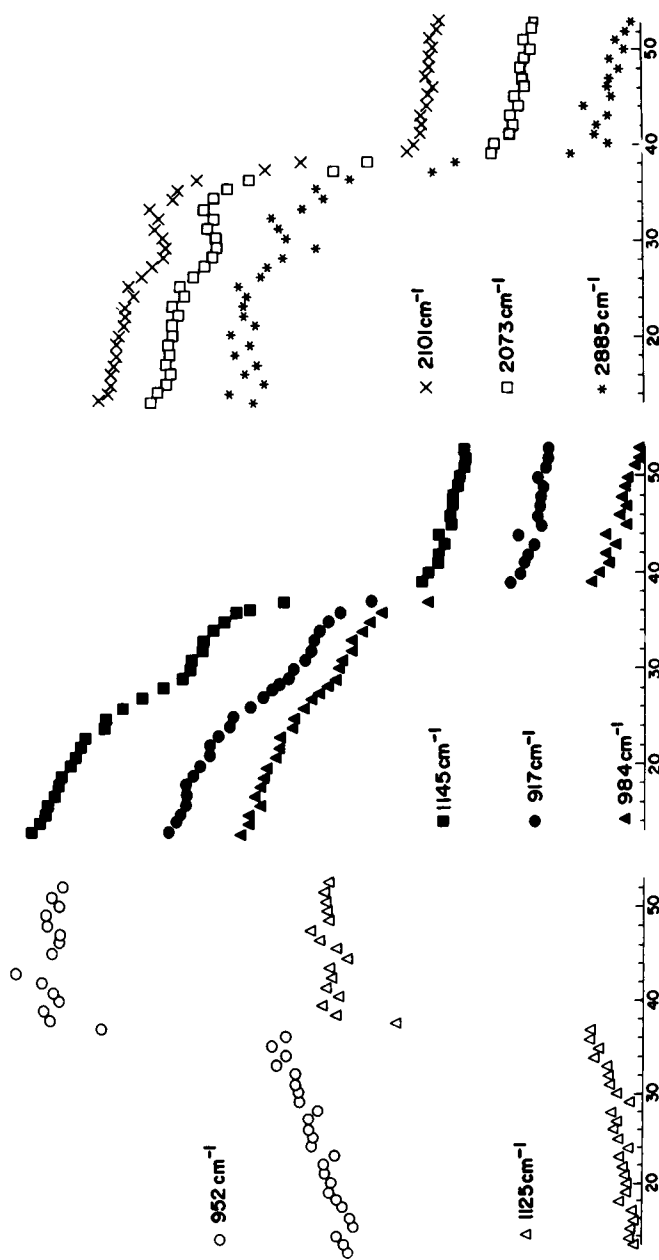 ○ 952 cm⁻¹
△ 1125 cm⁻¹
20 30 40 50
■ 1145 cm⁻¹
● 917 cm⁻¹
▲ 984 cm⁻¹
20 30 40 50
× 2101 cm⁻¹
□ 2073 cm⁻¹
* 2885 cm⁻¹
20 30 40 50